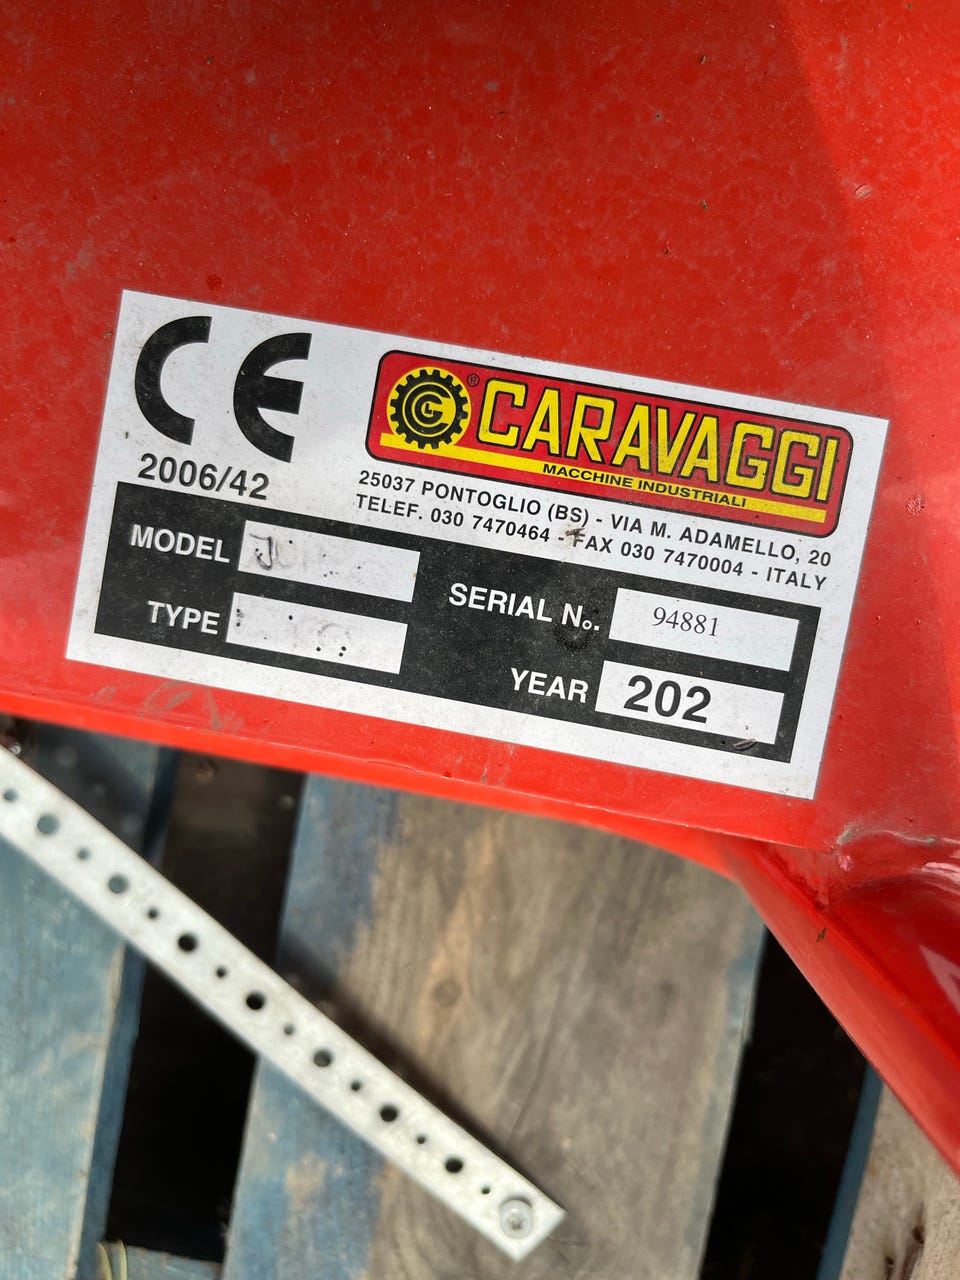 CE
2006/42
CG
®
CARAVAGGI
MACCHINE INDUSTRIALI
25037 PONTOGLIO (BS) - VIA M. ADAMELLO, 20
TELEF. 030 7470464 - FAX 030 7470004 - ITALY
MODEL
TYPE
SERIAL No. 94881
YEAR 202